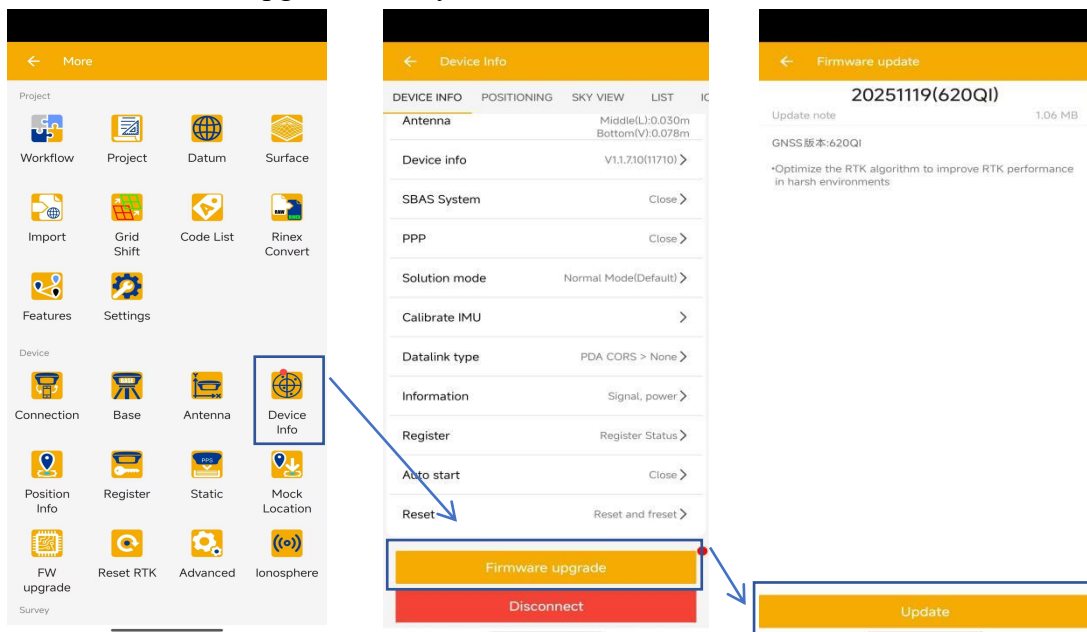 ← More
Project
Workflow Project Datum Surface
Import Grid Code List Rinex
Shift Convert
Features Settings
Device
Connection Base Antenna Device
Info
Position Register Static Mock
Info Location
FW Reset RTK Advanced Ionosphere
upgrade
Survey
← Device Info
DEVICE INFO POSITIONING SKY VIEW LIST
Antenna Middle(L):0.030m
Bottom(V):0.078m
Device info V1.1.7.10(11710) >
SBAS System Close >
PPP Close >
Solution mode Normal Mode(Default) >
Calibrate IMU >
Datalink type PDA CORS > None >
Information Signal, power >
Register Register Status >
Auto start Close >
Reset Reset and freset >
Firmware upgrade
Disconnect
← Firmware update
20251119(620QI)
Update note 1.06 MB
GNSS版本:620QI
•Optimize the RTK algorithm to improve RTK performance
in harsh environments
Update